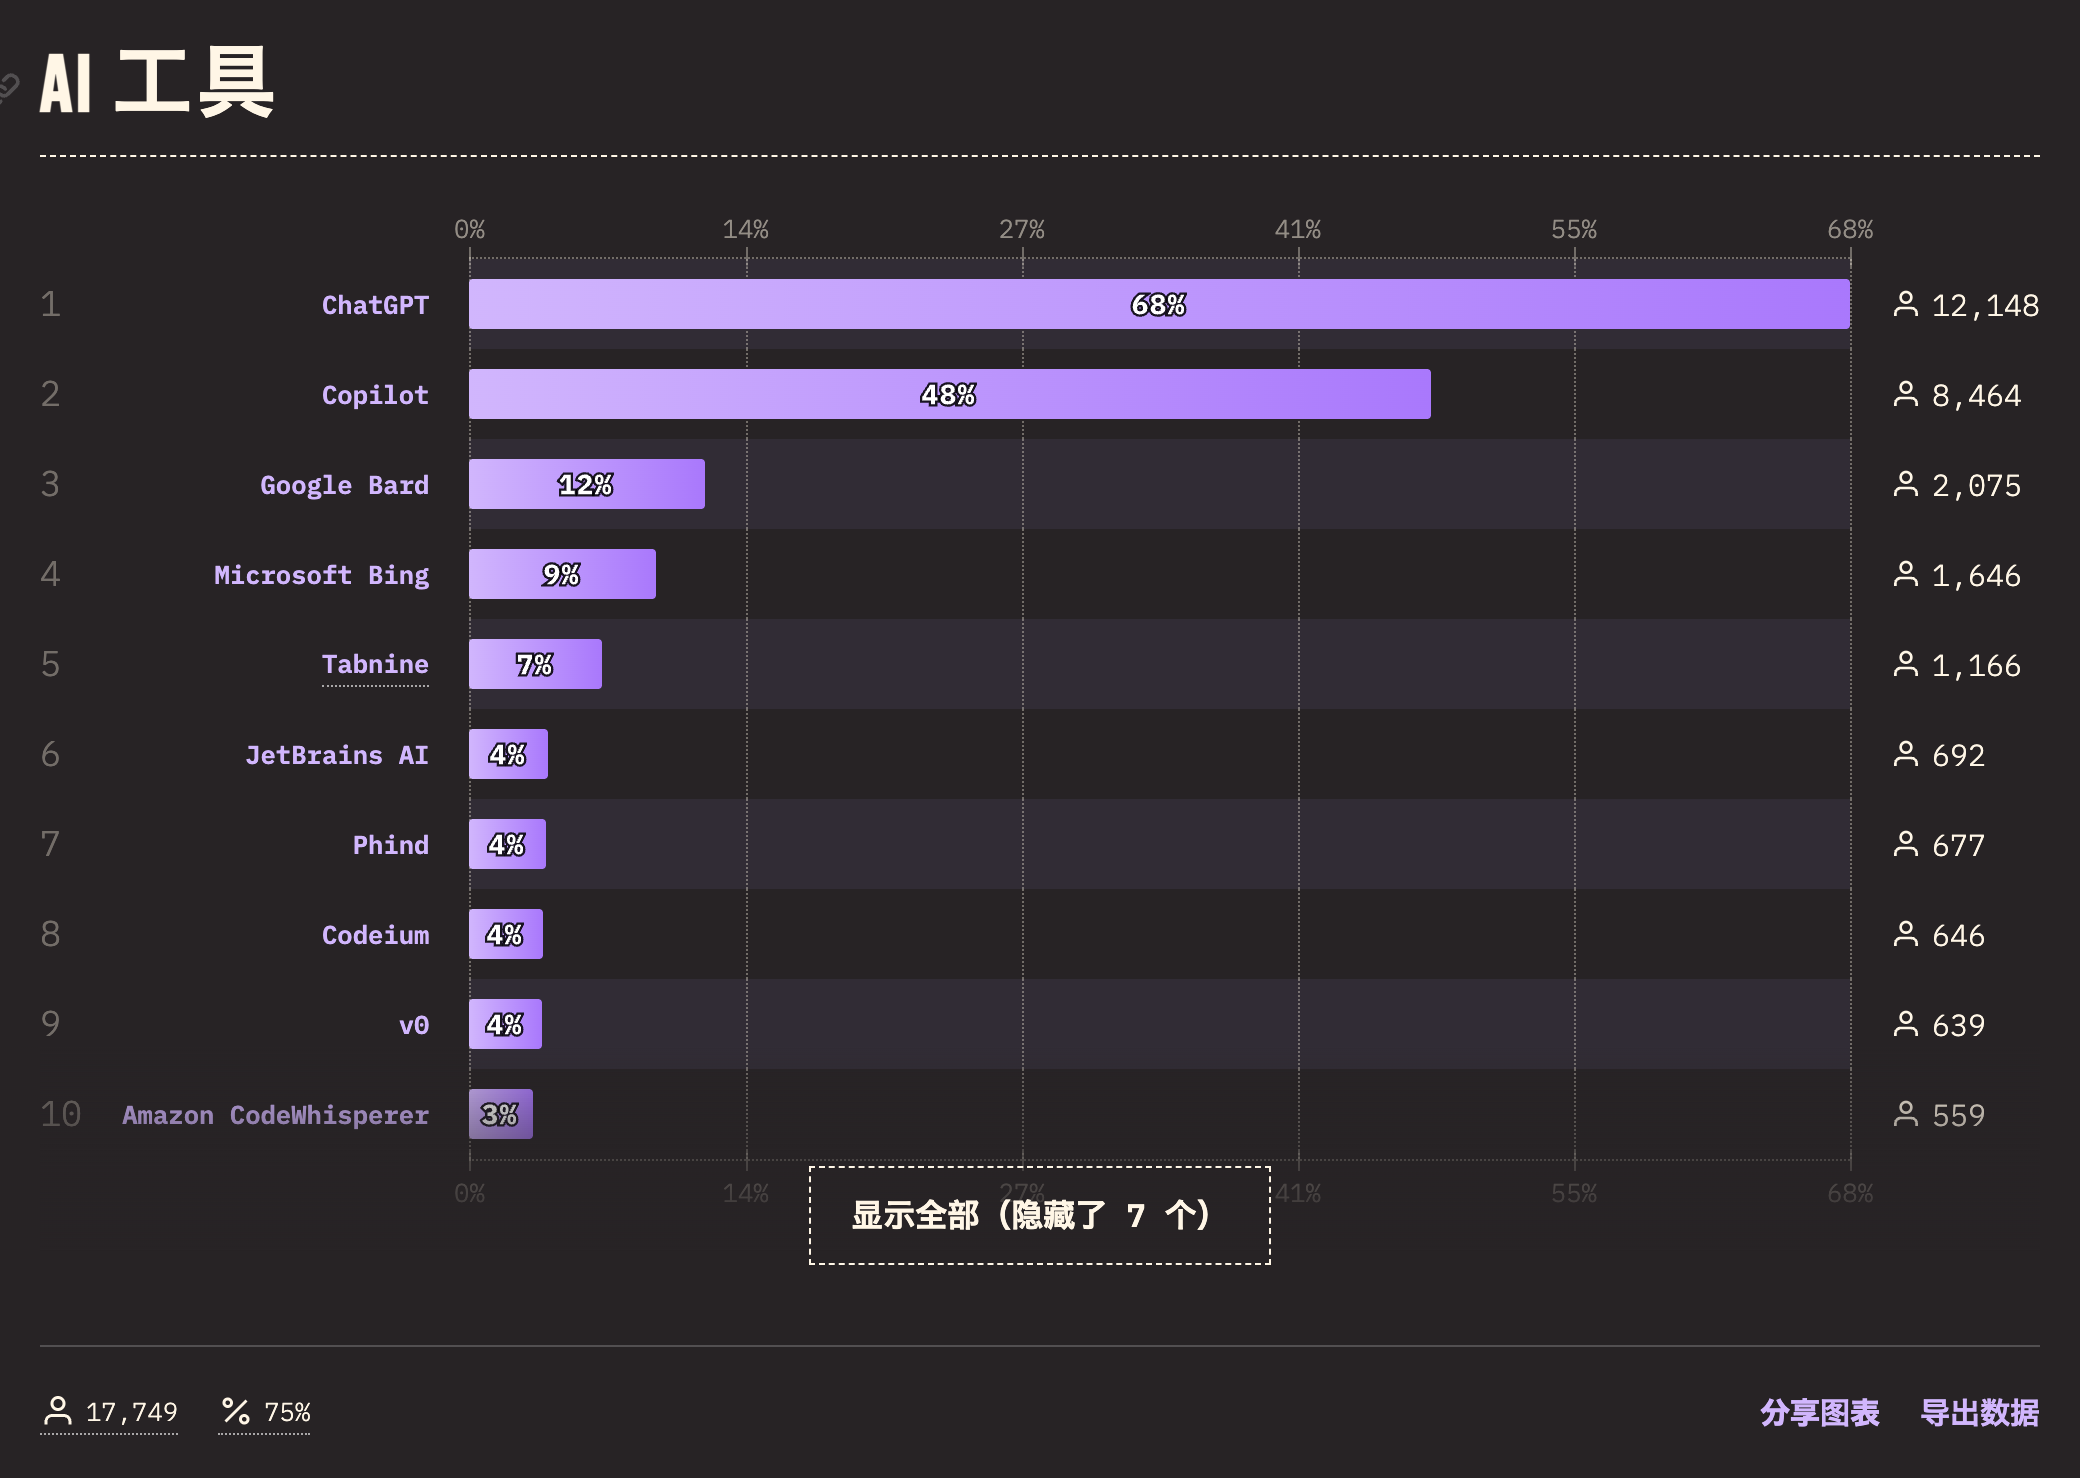 AI 工具
0% 14% 27% 41% 55% 68%
1 ChatGPT 68% 12,148
2 Copilot 48% 8,464
3 Google Bard 12% 2,075
4 Microsoft Bing 9% 1,646
5 Tabnine 7% 1,166
6 JetBrains AI 4% 692
7 Phind 4% 677
8 Codeium 4% 646
9 v0 4% 639
10 Amazon CodeWhisperer 3% 559
0% 14% 27% 41% 55% 68%
显示全部（隐藏了 7 个）
17,749 % 75% 分享图表 导出数据